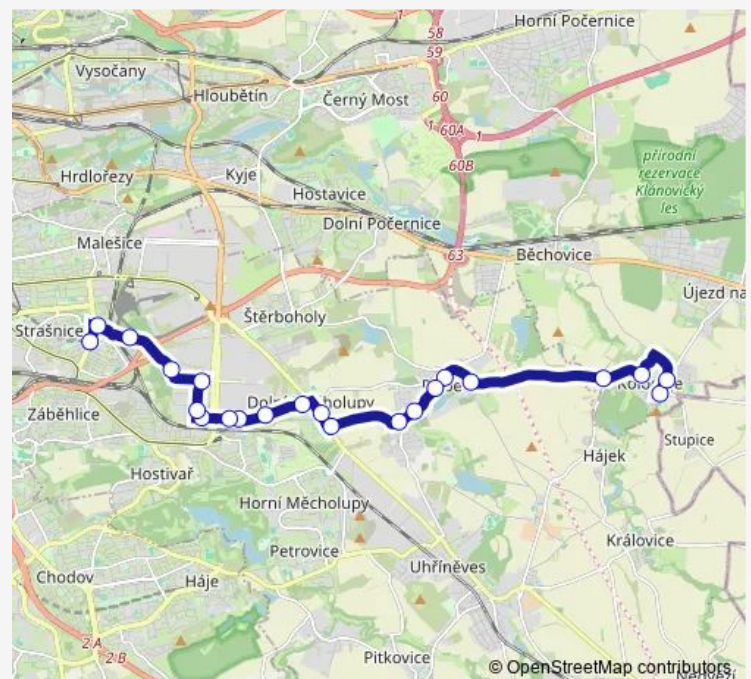 1
Horní Počernice
58
59
Vysočany
60
Hloubětín
Černý Most
1
60A
1
60B
přírodní
rezervace
Klánovický
les
Hrdlořezy
Kyje
Hostavice
Dolní Počernice
Malešice
63
Běchovice
Újezd na
Štěrboholy
Strašnice
Záběhlice
Stupice
Hájek
Hostivař
Horní Měcholupy
Petrovice
Královice
Uhříněves
Chodov
Háje
2 A
2 B
Pitkovice
© OpenStreetMap contributors